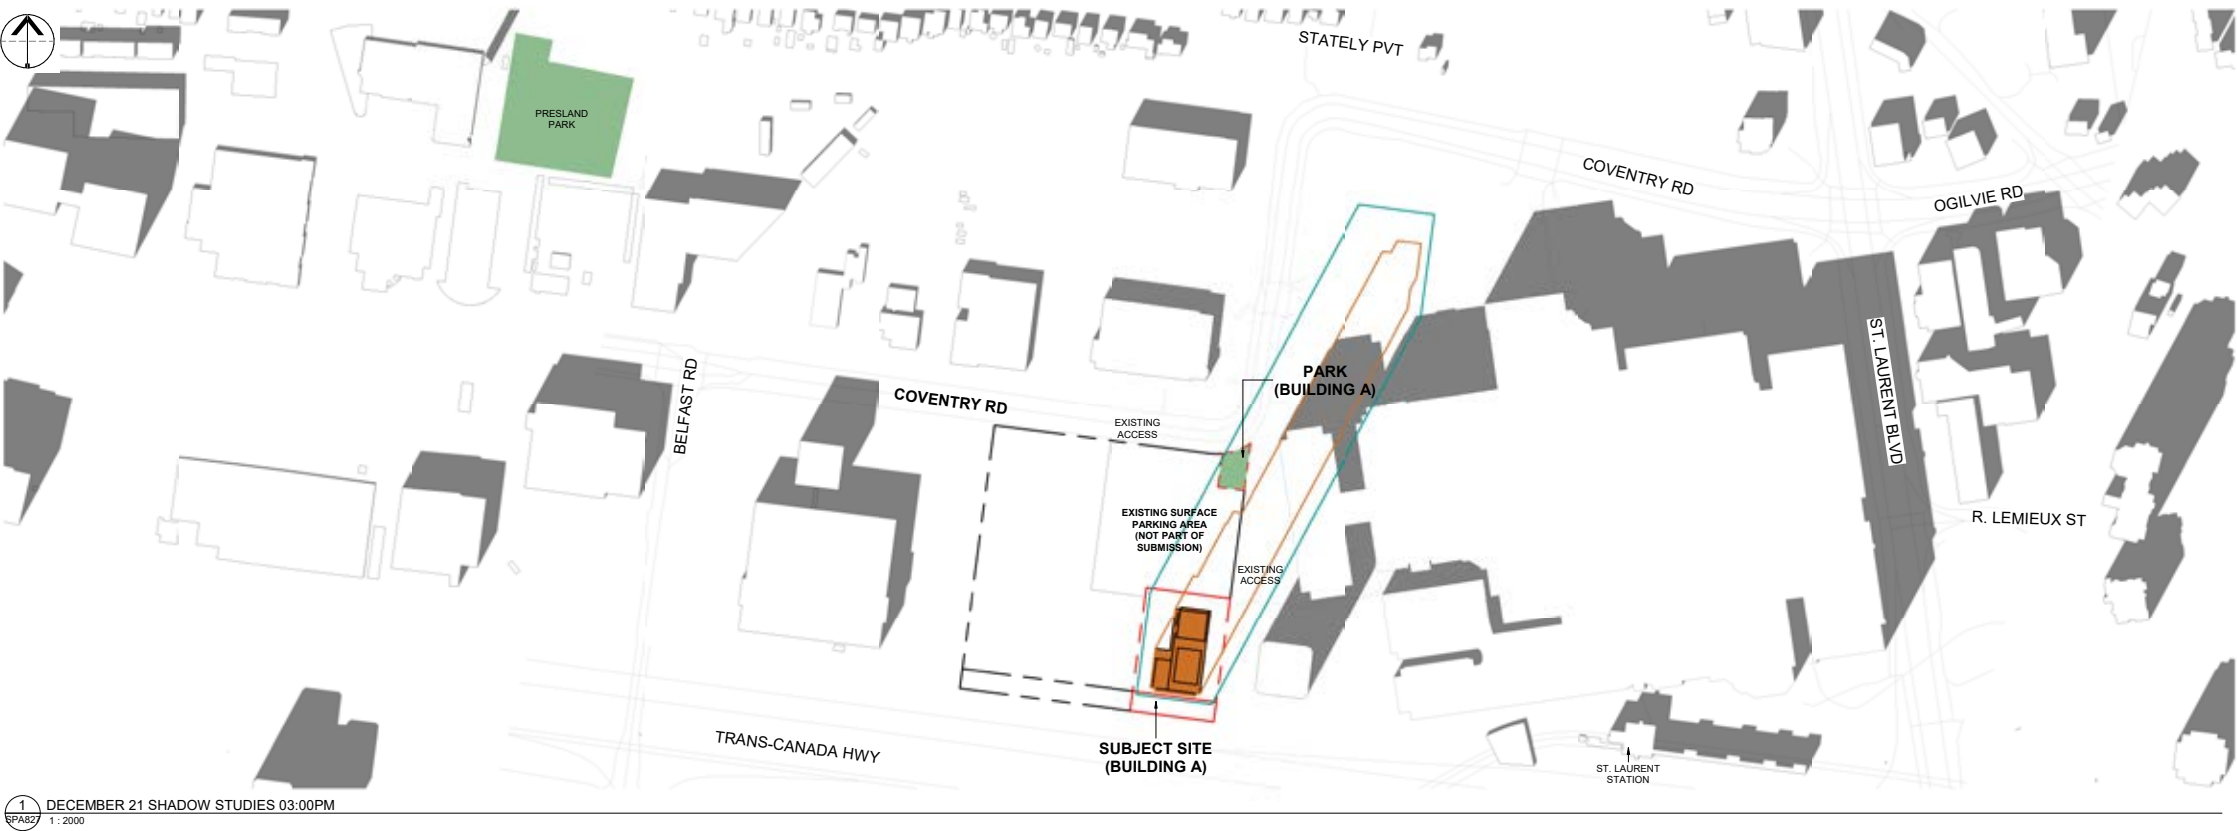 STATELY PVT
PRESLAND
PARK
COVENTRY RD
OGILVIE RD
ST. LAURENT BLVD
BELFAST RD
COVENTRY RD
PARK
(BUILDING A)
EXISTING
ACCESS
EXISTING SURFACE
PARKING AREA
(NOT PART OF
SUBMISSION)
R. LEMIEUX ST
EXISTING
ACCESS
TRANS-CANADA HWY
SUBJECT SITE
(BUILDING A)
ST. LAURENT
STATION
1
SPA827
DECEMBER 21 SHADOW STUDIES 03:00PM
1 : 2000